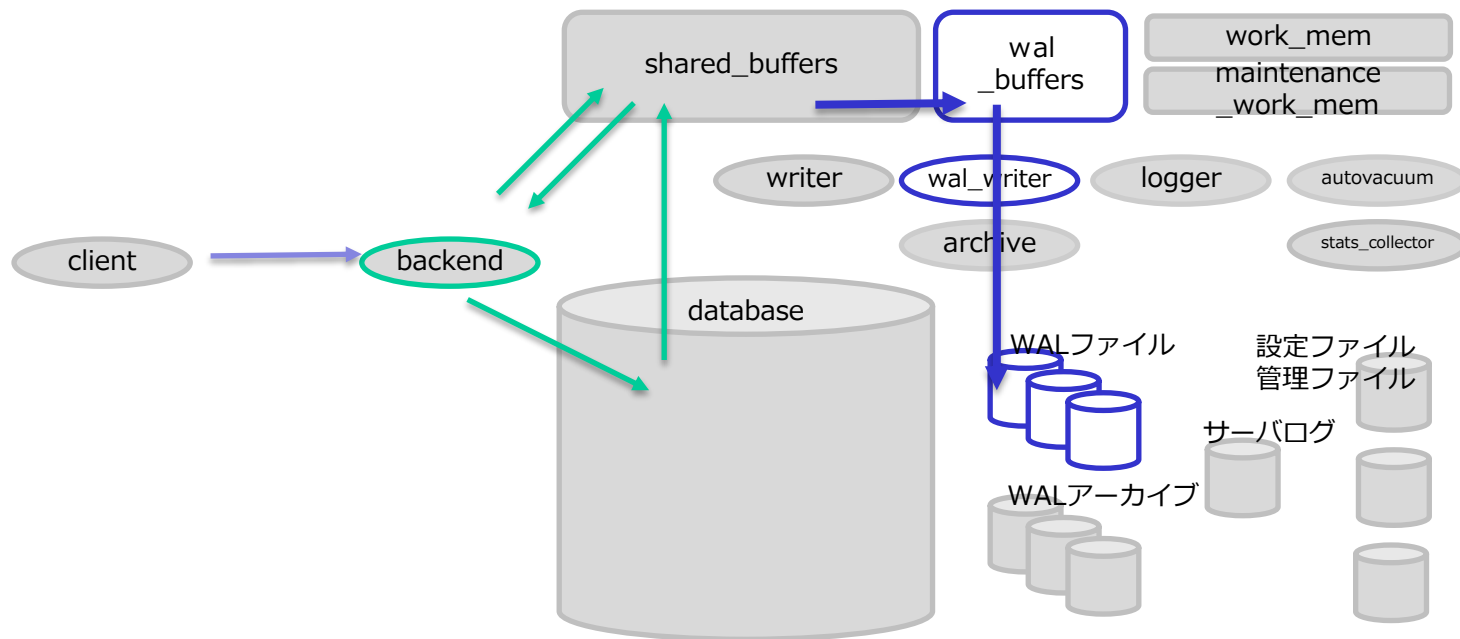 shared_buffers
wal
_buffers
work_mem
maintenance
_work_mem
writer
wal_writer
logger
autovacuum
client
backend
archive
stats_collector
database
WALファイル
設定ファイル
管理ファイル
サーバログ
WALアーカイブ